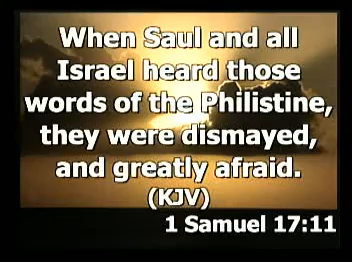 When Saul and all
Israel heard those
words of the Philistine,
they were dismayed,
and greatly afraid.
(KJV)
1 Samuel 17:11